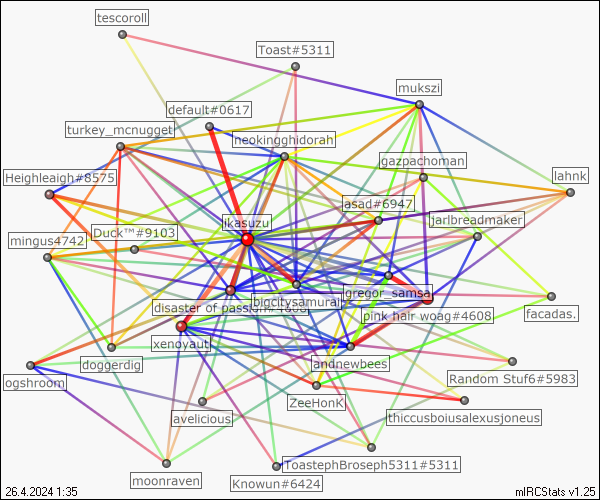 tescoroll
Toast#5311
mukszi
default#0617
turkey_mcnugget
neokingghidorah
gazpachoman
Heighleaigh#8575
lahnk
asad#6947
jarlbreadmaker
ikasuzu
Duck™#9103
mingus4742
gregor_samsa
bigcitysamurai
disaster of passion#4608
pink hair woag#4608
facadas.
xenoyaut
andnewbees
doggerdig
Random Stuf6#5983
ogshroom
ZeeHonK
avelicious
thiccusboiusalexusjoneus
ToastephBroseph5311#5311
moonraven
Knowun#6424
26.4.2024 1:35
mIRCStats v1.25